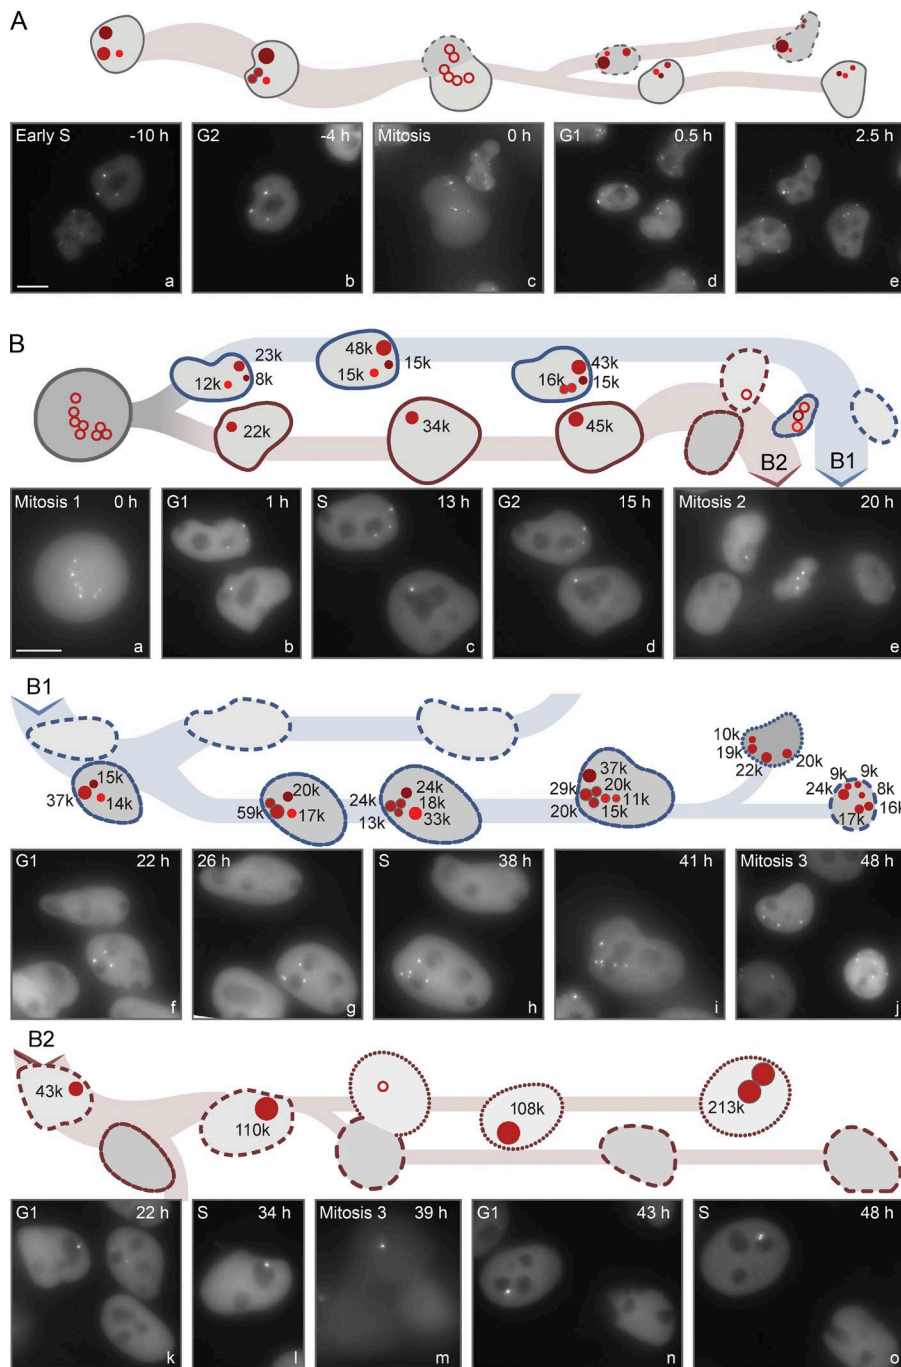 A
Early S -10 h
a
G2 -4 h
b
Mitosis 0 h
c
G1 0.5 h
d
2.5 h
e
B
23k
12k 8k
48k
15k 15k
43k
16k 15k
22k
34k
45k
B2 B1
Mitosis 1 0 h
a
G1 1 h
b
S 13 h
c
G2 15 h
d
Mitosis 2 20 h
e
B1
15k
37k 14k
20k
59k 17k
24k
24k 18k
13k 33k
37k
29k 20k 11k
20k 15k
10k
19k
22k 20k
9k 9k
24k 8k
17k 16k
G1 22 h
f
26 h
g
S 38 h
h
41 h
i
Mitosis 3 48 h
j
B2
43k
110k
108k
213k
G1 22 h
k
S 34 h
l
Mitosis 3 39 h
m
G1 43 h
n
S 48 h
o